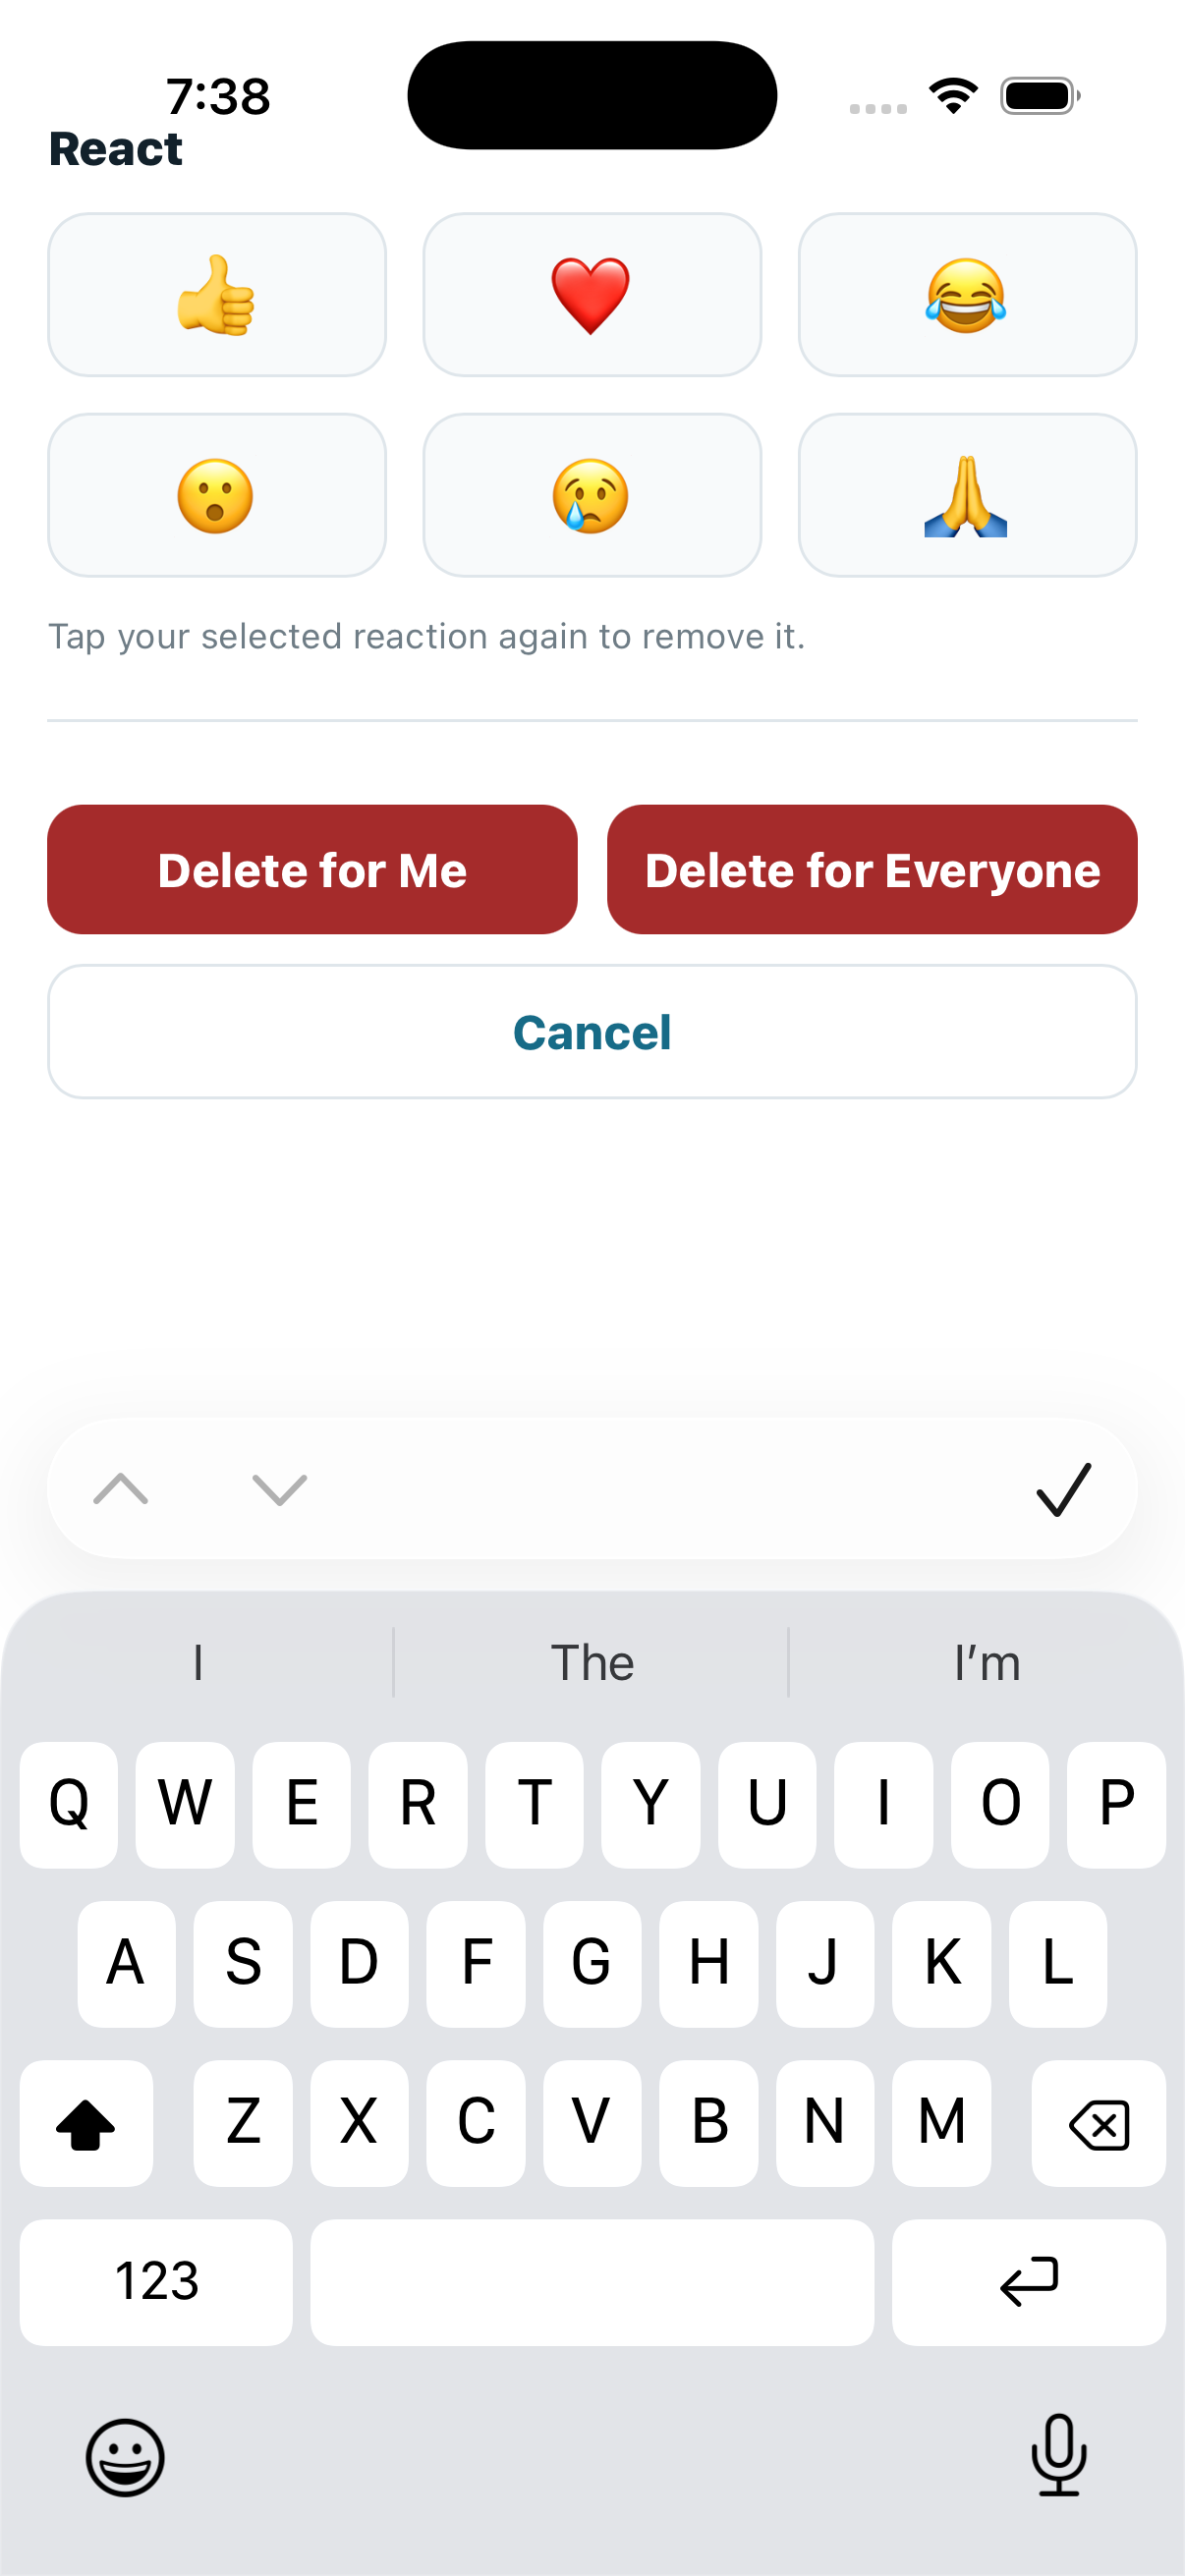 7:38
React
👍 ❤️ 😂
😮 😢 🙏
Tap your selected reaction again to remove it.
Delete for Me Delete for Everyone
Cancel
I The I’m
Q W E R T Y U I O P
A S D F G H J K L
Z X C V B N M
123